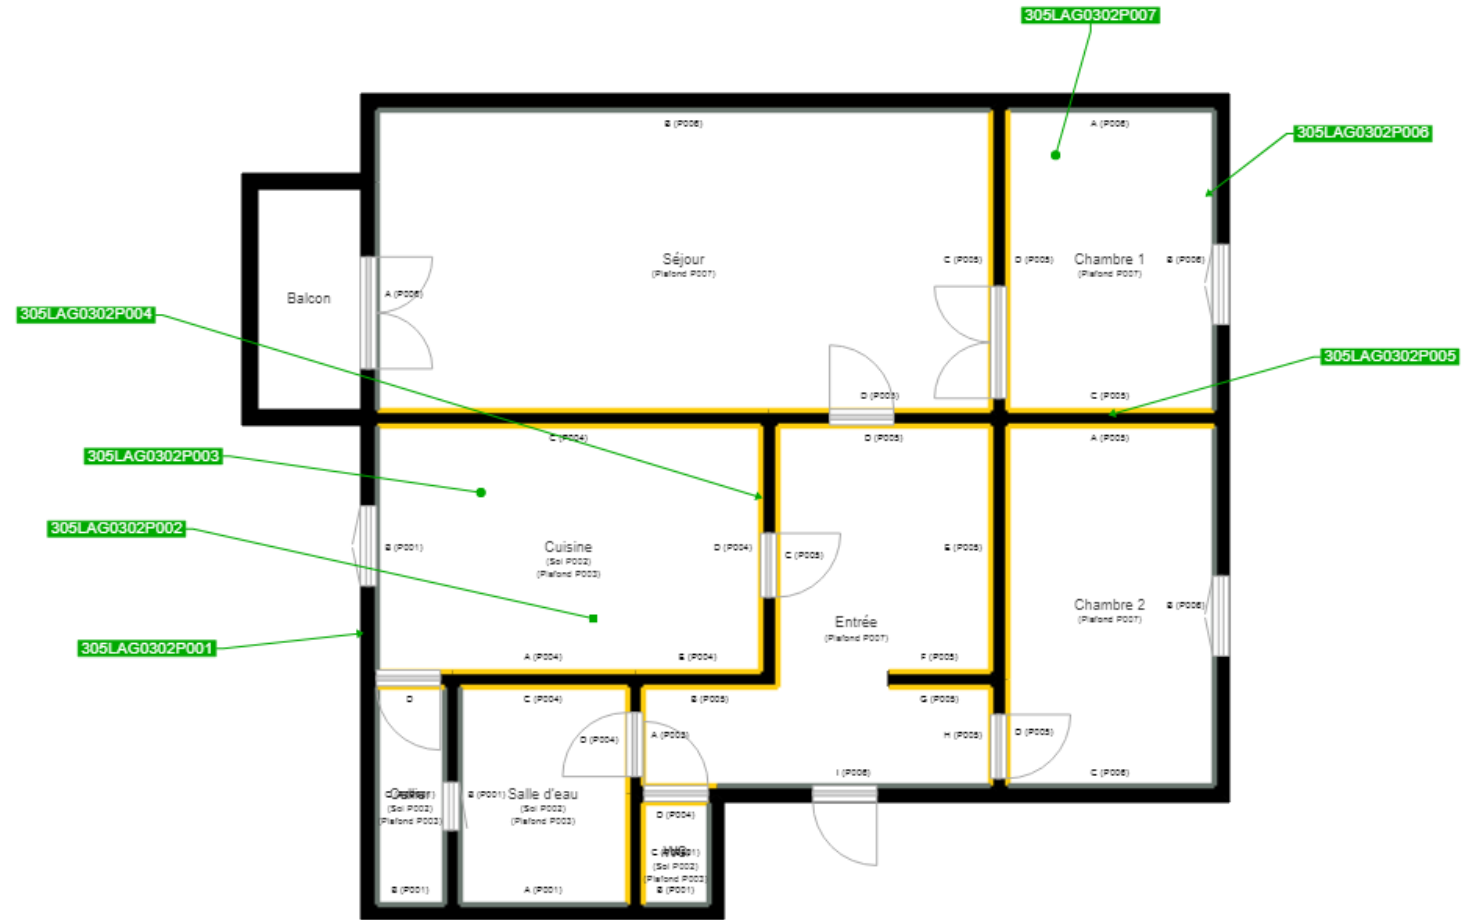 305LAG0302P007
305LAG0302P006
B (P006)
A (P006)
Séjour
(Plafond P007)
C (P005)
D (P005)
Chambre 1
(Plafond P007)
B (P006)
Balcon
A (P006)
305LAG0302P004
305LAG0302P005
D (P005)
C (P005)
C (P004)
D (P005)
A (P005)
305LAG0302P003
305LAG0302P002
B (P001)
Cuisine
(Sol P002)
(Plafond P003)
D (P004)
C (P005)
E (P005)
Entrée
(Plafond P007)
Chambre 2
(Plafond P007)
B (P006)
305LAG0302P001
A (P004)
E (P004)
F (P005)
D
C (P004)
B (P005)
G (P005)
D (P004)
A (P005)
H (P005)
D (P005)
I (P006)
C (P006)
(Sol P002)
(Plafond P003)
B (P001)
Salle d'eau
(Sol P002)
(Plafond P003)
D (P004)
(Sol P002)
(Plafond P003)
B (P001)
A (P001)
B (P001)